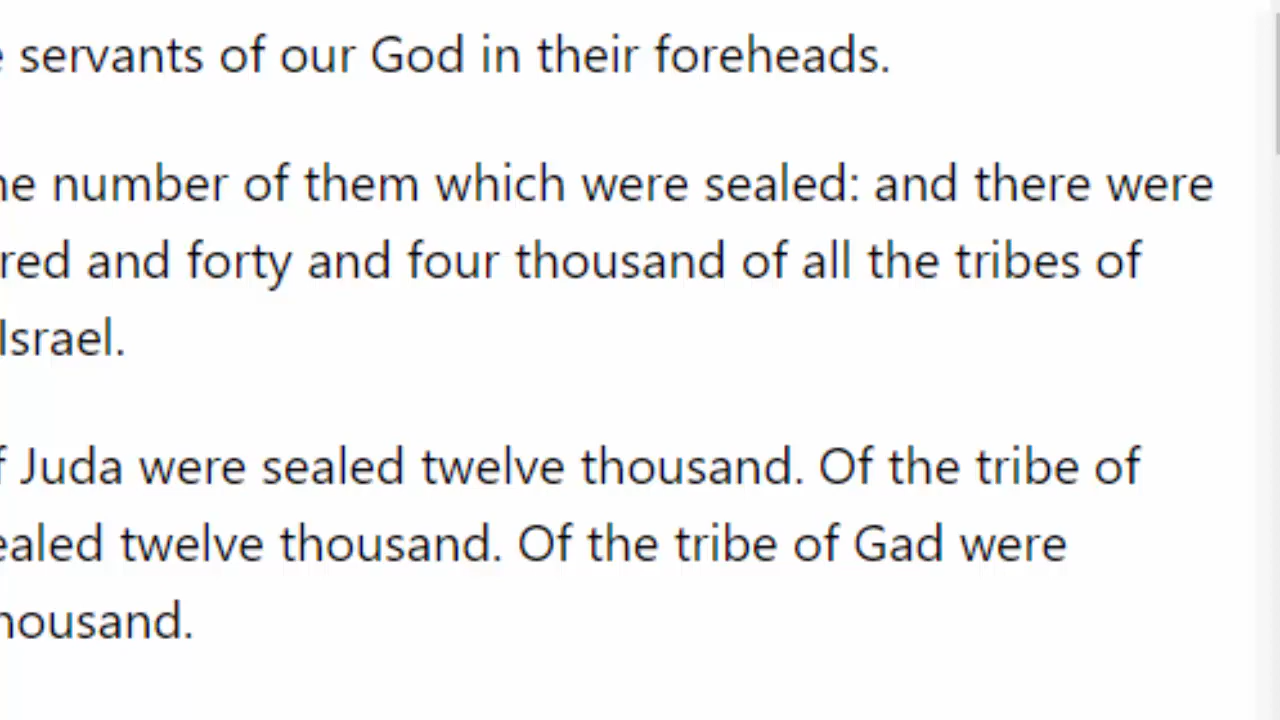 servants of our God in their foreheads.
number of them which were sealed: and there were
and forty and four thousand of all the tribes of
Israel.
Juda were sealed twelve thousand. Of the tribe of
twelve thousand. Of the tribe of Gad were